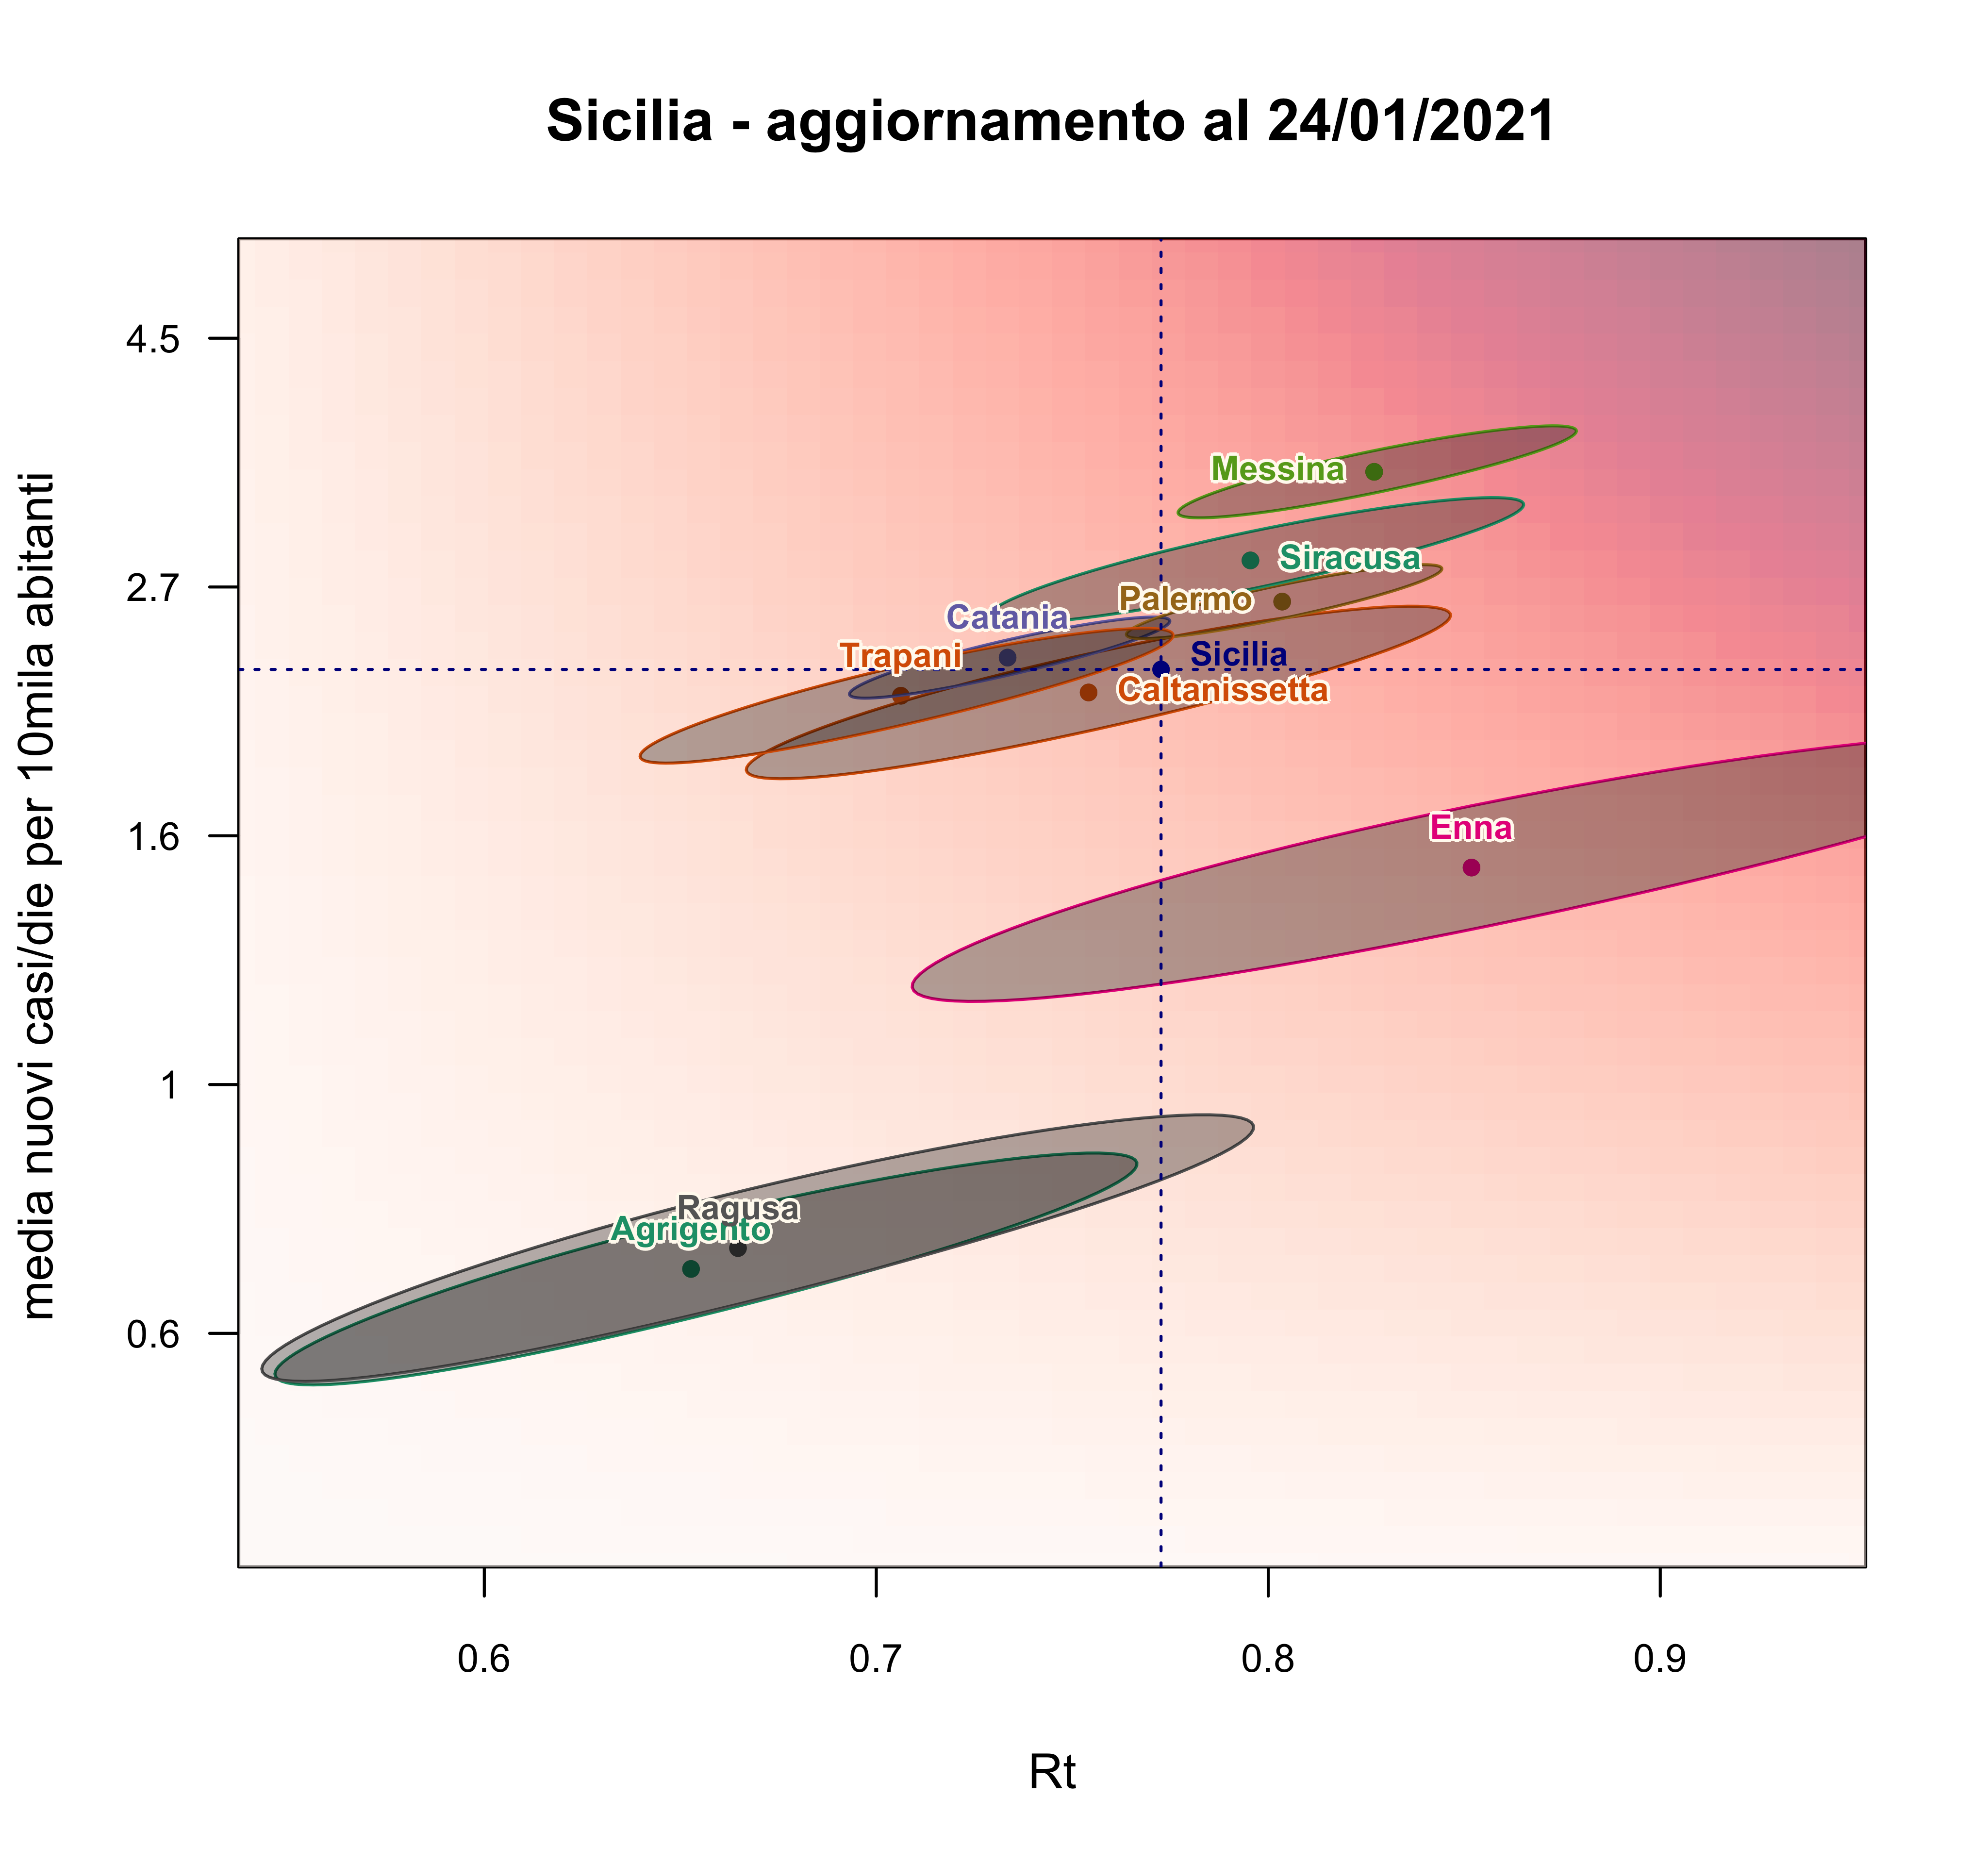 Sicilia - aggiornamento al 24/01/2021
media nuovi casi/die per 10mila abitanti
4.5
2.7
1.6
1
0.6
Messina
Siracusa
Palermo
Catania
Trapani
Sicilia
Caltanissetta
Enna
Ragusa
Agrigento
0.6
0.7
0.8
0.9
Rt